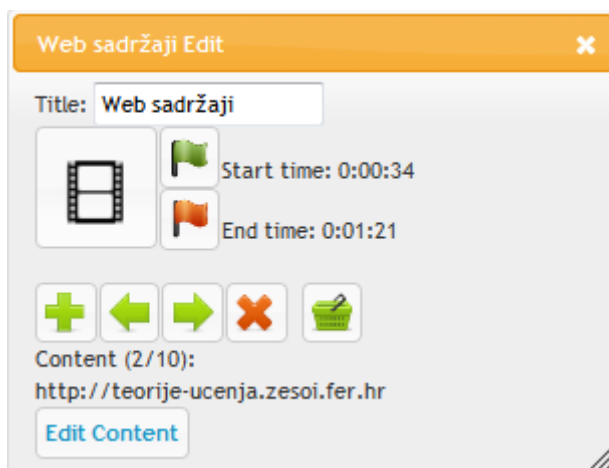 Web sadržaji Edit
Title: Web sadržaji
Start time: 0:00:34
End time: 0:01:21
Content (2/10):
http://teorije-ucenja.zesoi.fer.hr
Edit Content